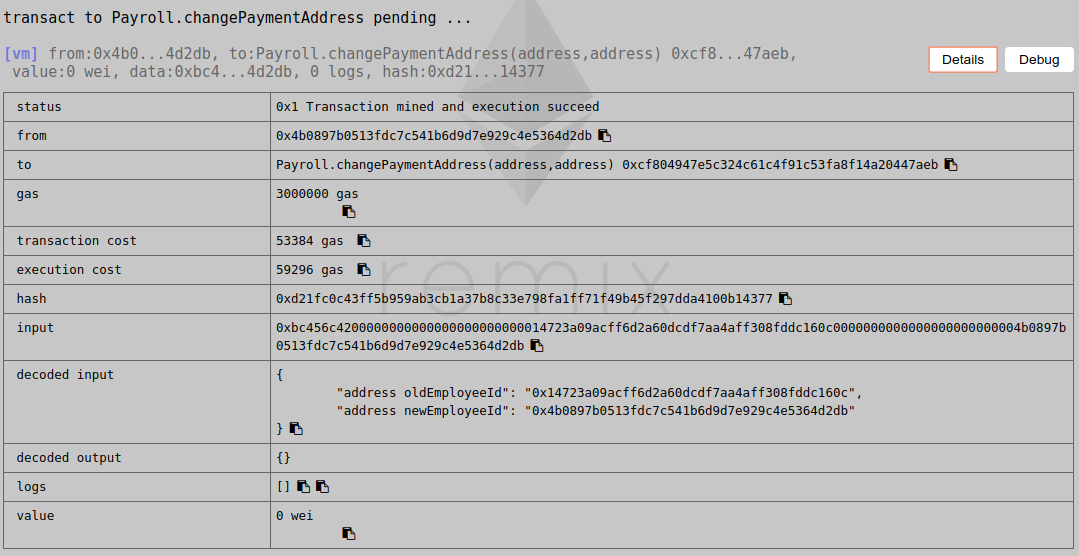 transact to Payroll.changePaymentAddress pending ...
[vm] from:0x4b0...4d2db, to:Payroll.changePaymentAddress(address,address) 0xcf8...47aeb,
value:0 wei, data:0xbc4...4d2db, 0 logs, hash:0xd21...14377
Details Debug
status 0x1 Transaction mined and execution succeed
from 0x4b0897b0513fdc7c541b6d9d7e929c4e5364d2db
to Payroll.changePaymentAddress(address,address) 0xcf804947e5c324c61c4f91c53fa8f14a20447aeb
gas 3000000 gas
transaction cost 53384 gas
execution cost 59296 gas
hash 0xd21fc0c43ff5b959ab3cb1a37b8c33e798fa1ff71f49b45f297dda4100b14377
input 0xbc456c4200000000000000000000000014723a09acff6d2a60dcdf7aa4aff308fddc160c0000000000000000000000004b0897b
0513fdc7c541b6d9d7e929c4e5364d2db
decoded input {
"address oldEmployeeId": "0x14723a09acff6d2a60dcdf7aa4aff308fddc160c",
"address newEmployeeId": "0x4b0897b0513fdc7c541b6d9d7e929c4e5364d2db"
}
decoded output {}
logs []
value 0 wei
remix